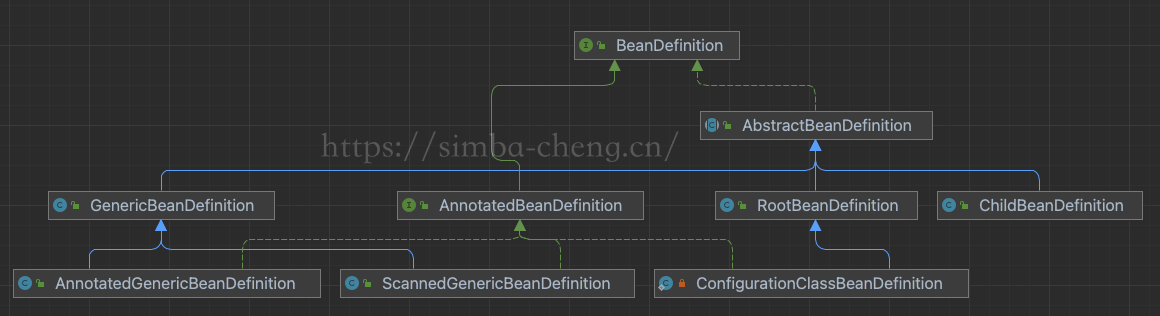 BeanDefinition
AbstractBeanDefinition
https://simba-cheng.cn/
GenericBeanDefinition
AnnotatedBeanDefinition
RootBeanDefinition
ChildBeanDefinition
AnnotatedGenericBeanDefinition
ScannedGenericBeanDefinition
ConfigurationClassBeanDefinition